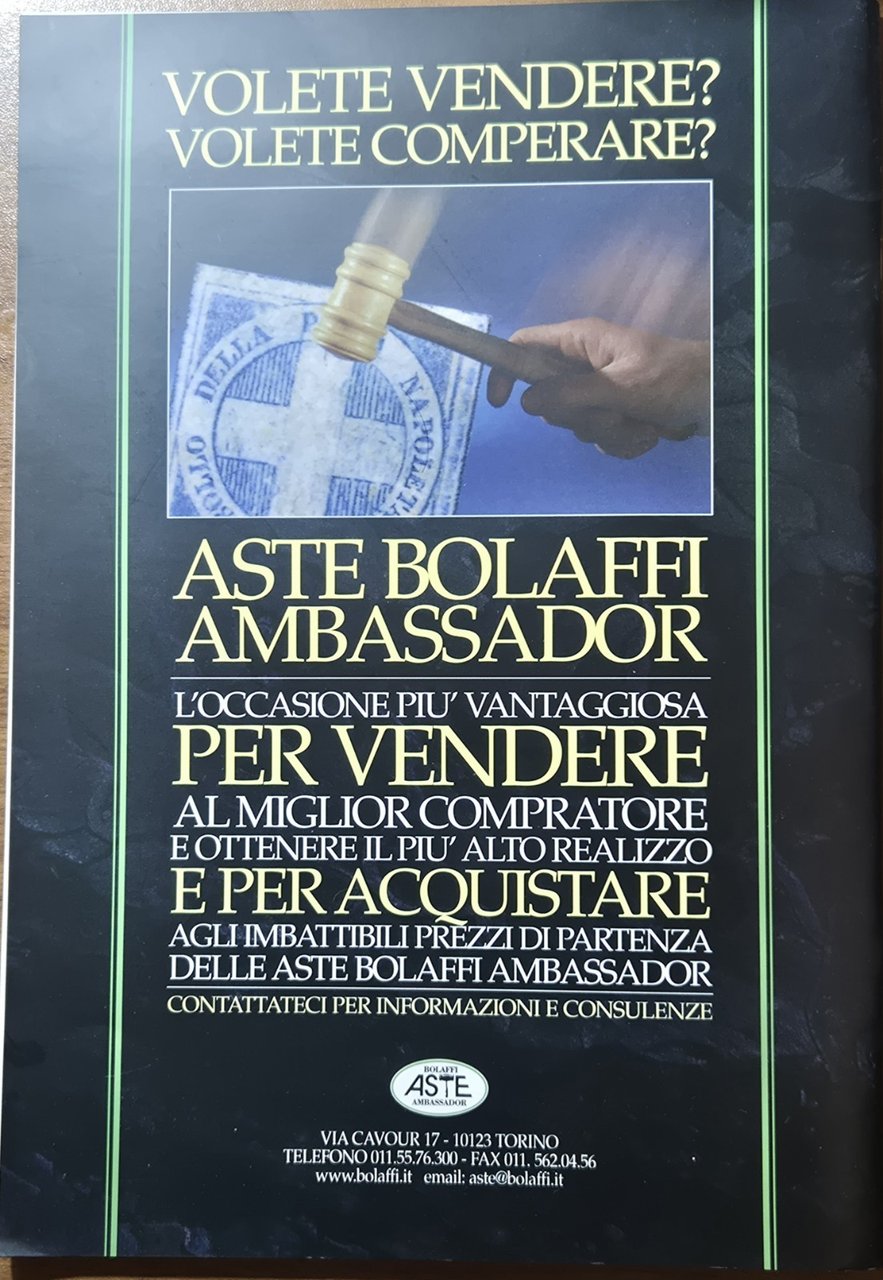 VOLETE VENDERE?
VOLETE COMPERARE?
BOLLO DELLA P
NAPOLETA
ASTE BOLAFFI
AMBASSADOR
L'OCCASIONE PIU' VANTAGGIOSA
PER VENDERE
AL MIGLIOR COMPRATORE
E OTTENERE IL PIU' ALTO REALIZZO
E PER ACQUISTARE
AGLI IMBATTIBILI PREZZI DI PARTENZA
DELLE ASTE BOLAFFI AMBASSADOR
CONTATTATECI PER INFORMAZIONI E CONSULENZE
BOLAFFI
ASTE
AMBASSADOR
VIA CAVOUR 17 - 10123 TORINO
TELEFONO 011.55.76.300 - FAX 011. 562.04.56
www.bolaffi.it email: aste@bolaffi.it